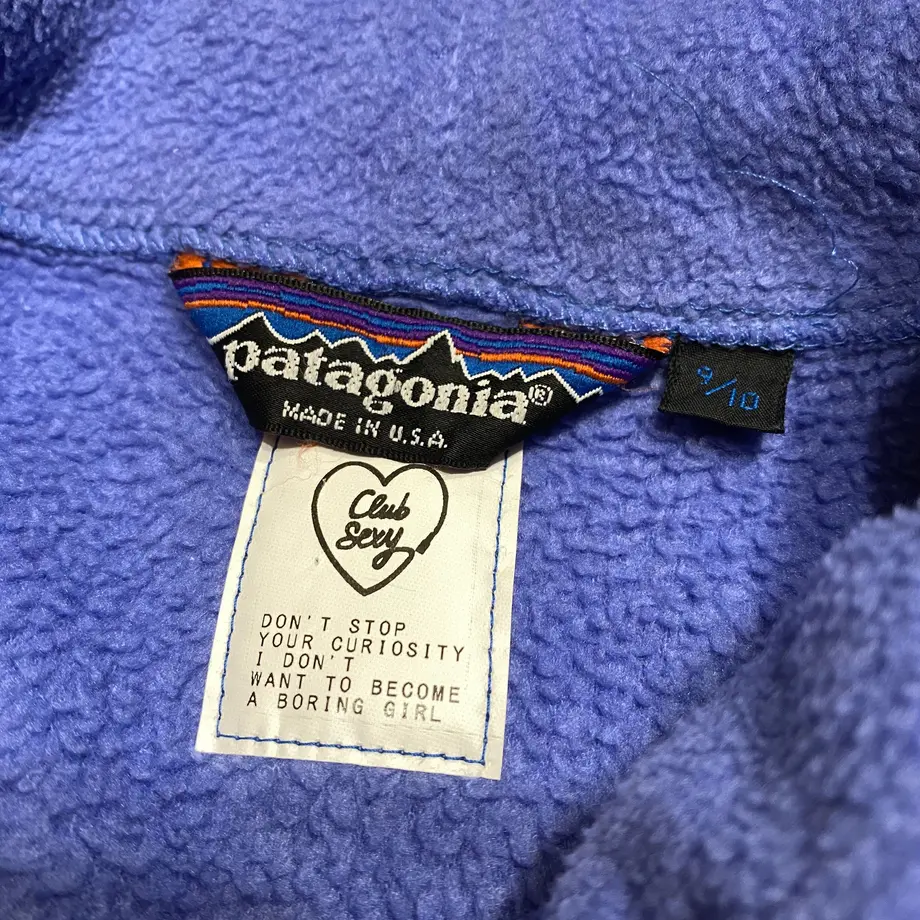 patagonia®
MADE IN U.S.A.
9/10
Club
Sexy
DON'T STOP
YOUR CURIOSITY
I DON'T
WANT TO BECOME
A BORING GIRL